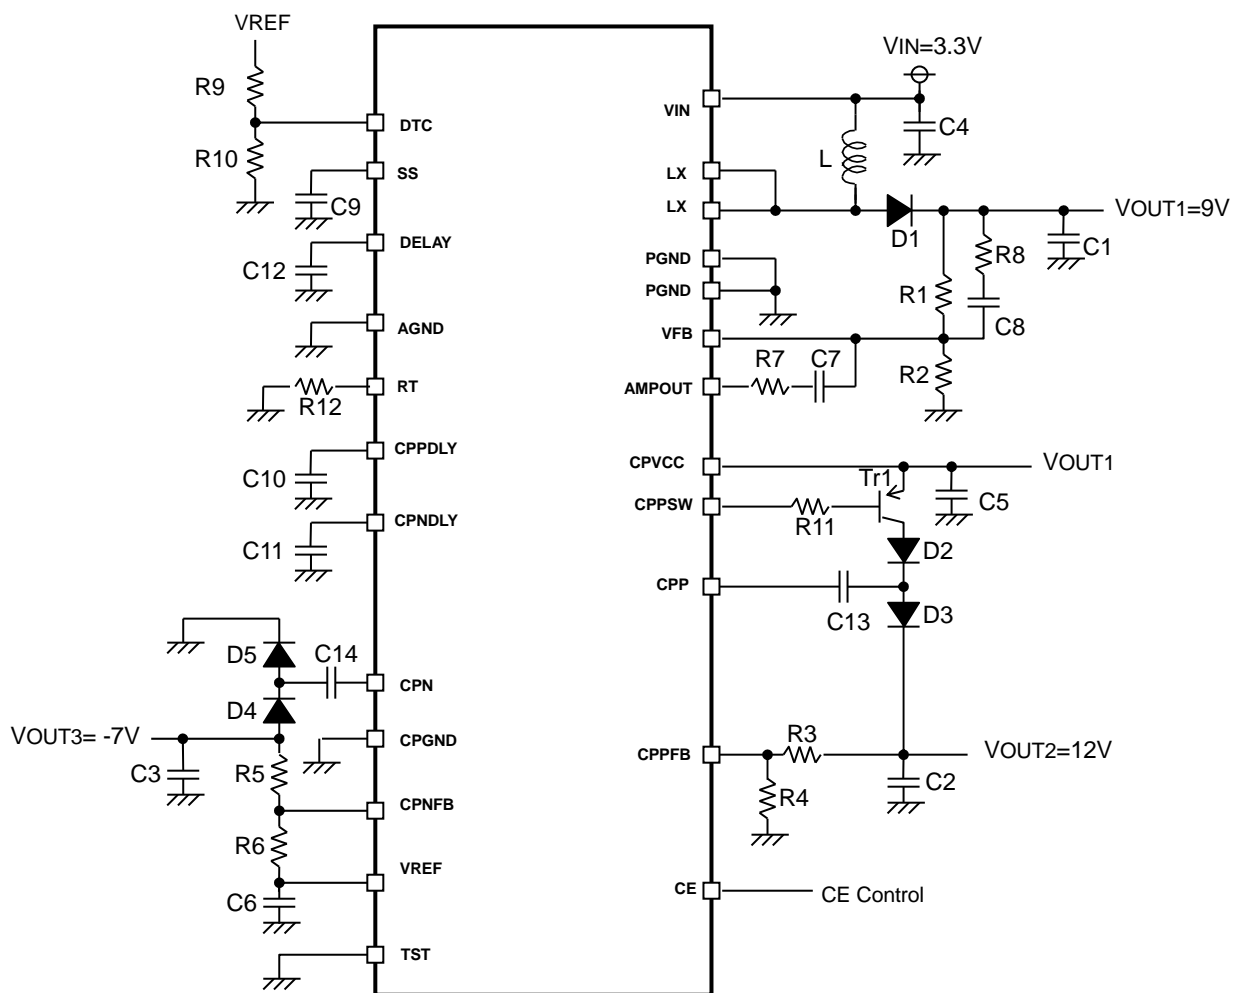 VREF
R9
R10
DTC
SS
C9
DELAY
C12
AGND
RT
R12
CPPDLY
C10
CPNDLY
C11
D5
C14
CPN
D4
VOUT3= -7V
C3
CPGND
R5
CPNFB
R6
VREF
C6
TST
VIN=3.3V
VIN
C4
L
LX
LX
D1
VOUT1=9V
C1
R8
PGND
PGND
R1
C8
VFB
R7
C7
R2
AMPOUT
CPVCC
VOUT1
Tr1
C5
CPPSW
R11
D2
CPP
C13
D3
CPPFB
R3
VOUT2=12V
R4
C2
CE
CE Control